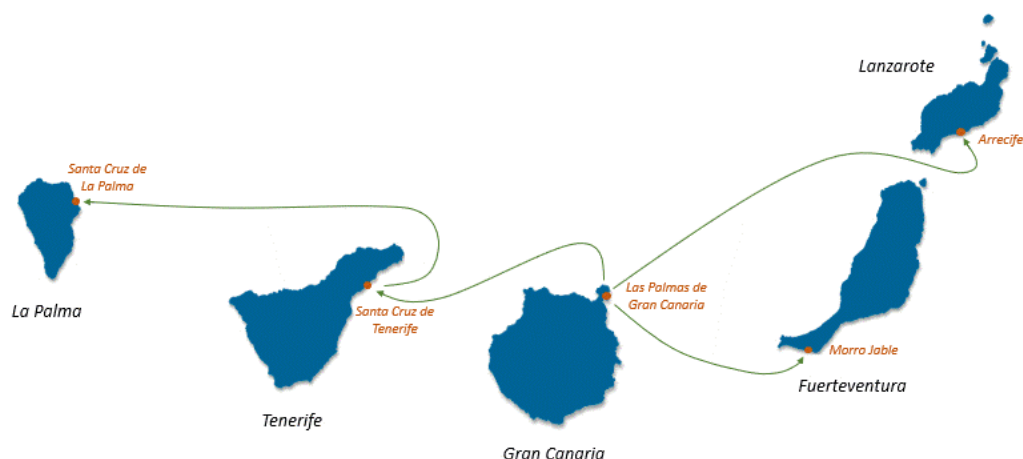 Lanzarote
Arrecife
Santa Cruz de
La Palma
La Palma
Santa Cruz de
Tenerife
Tenerife
Las Palmas de
Gran Canaria
Gran Canaria
Morro Jable
Fuerteventura